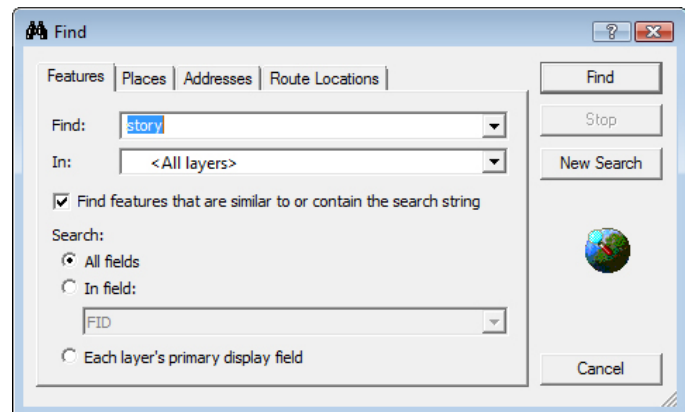 Find
Features Places Addresses Route Locations
Find
Find: story
Stop
In: <All layers>
New Search
Find features that are similar to or contain the search string
Search:
All fields
In field:
FID
Each layer's primary display field
Cancel